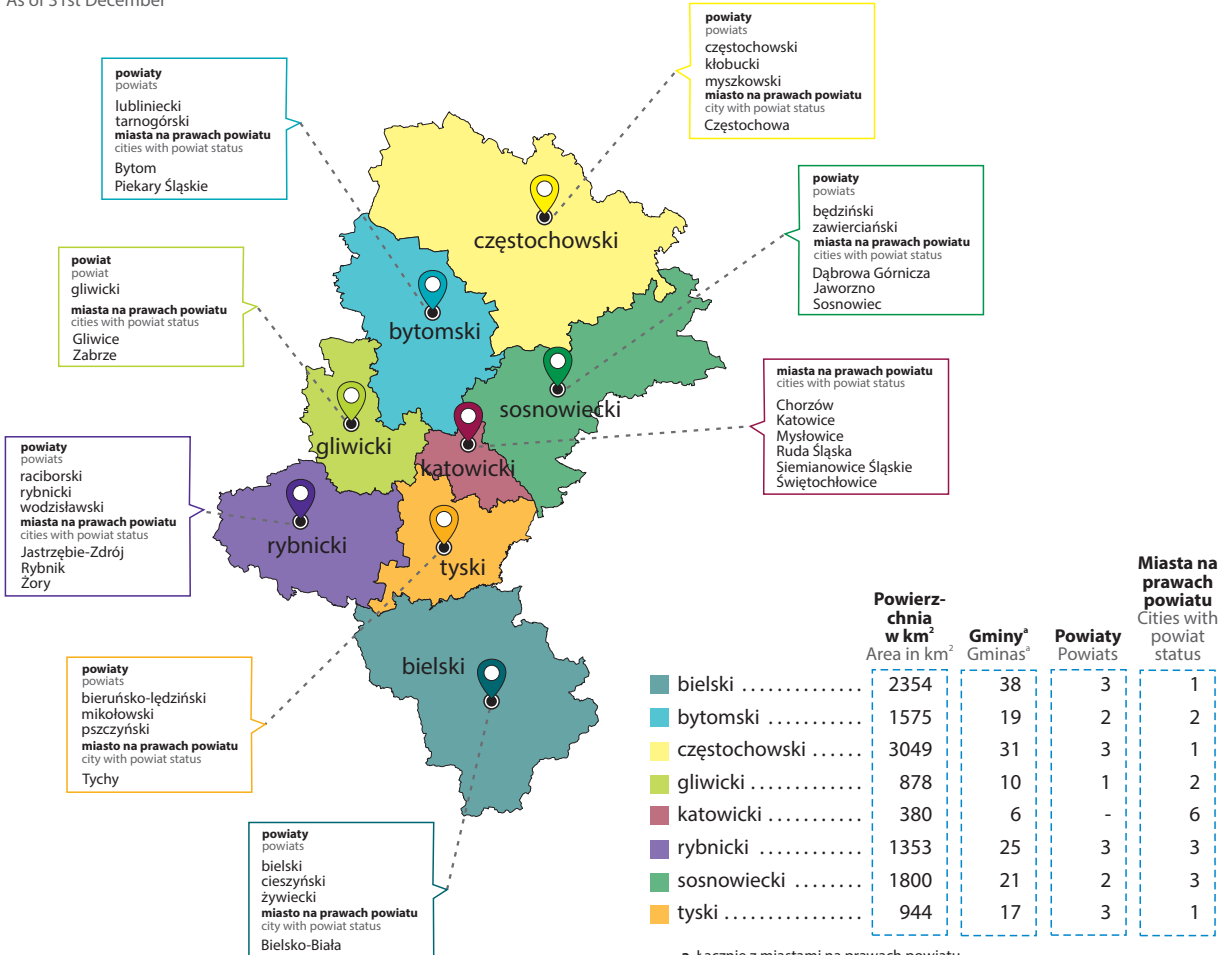 As of 31st December
powiaty
powiats
częstochowski
kłobucki
myszkowski
miasto na prawach powiatu
city with powiat status
Częstochowa
powiaty
powiats
lubliniecki
tarnogórski
miasta na prawach powiatu
cities with powiat status
Bytom
Piekary Śląskie
powiaty
powiats
będziński
zawierciański
miasta na prawach powiatu
cities with powiat status
Dąbrowa Górnicza
Jaworzno
Sosnowiec
powiat
powiat
gliwicki
miasta na prawach powiatu
cities with powiat status
Gliwice
Zabrze
miasta na prawach powiatu
cities with powiat status
Chorzów
Katowice
Mysłowice
Ruda Śląska
Siemianowice Śląskie
Świętochłowice
powiaty
powiats
raciborski
rybnicki
wodzisławski
miasta na prawach powiatu
cities with powiat status
Jastrzębie-Zdrój
Rybnik
Żory
powiaty
powiats
bieruńsko-lędziński
mikołowski
pszczyński
miasto na prawach powiatu
city with powiat status
Tychy
powiaty
powiats
bielski
cieszyński
żywiecki
miasto na prawach powiatu
city with powiat status
Bielsko-Biała
częstochowski
bytomski
sosnowiecki
gliwicki
katowicki
rybnicki
tyski
bielski
Powierz-
chnia
w km²
Area in km²
Gminyª
Gminasª
Powiaty
Powiats
Miasta na
prawach
powiatu
Cities with
powiat
status
bielski .............. 2354 38 3 1
bytomski ........... 1575 19 2 2
częstochowski ...... 3049 31 3 1
gliwicki ............. 878 10 1 2
katowicki .......... 380 6 - 6
rybnicki ............ 1353 25 3 3
sosnowiecki ........ 1800 21 2 3
tyski ................ 944 17 3 1
a Łącznie z miastami na prawach powiatu.